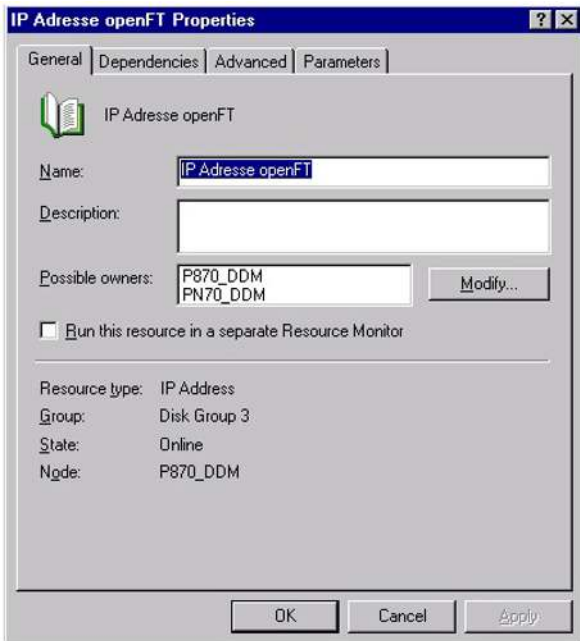 IP Adresse openFT Properties
General Dependencies Advanced Parameters
IP Adresse openFT
Name: IP Adresse openFT
Description:
Possible owners: P870_DDM
PN70_DDM
Modify...
Run this resource in a separate Resource Monitor
Resource type: IP Address
Group: Disk Group 3
State: Online
Node: P870_DDM
OK Cancel Apply